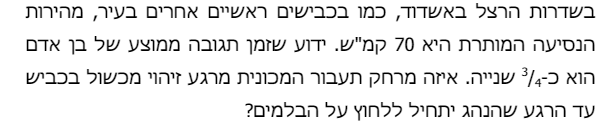 בשדרות הרצל באשדוד, כמו בכבישים ראשיים אחרים בעיר, מהירות
הנסיעה המותרת היא 70 קמ"ש. ידוע שזמן תגובה ממוצע של בן אדם
הוא כ-3/4 שנייה. איזה מרחק תעבור המכונית מרגע זיהוי מכשול בכביש
עד הרגע שהנהג יתחיל ללחוץ על הבלמים?